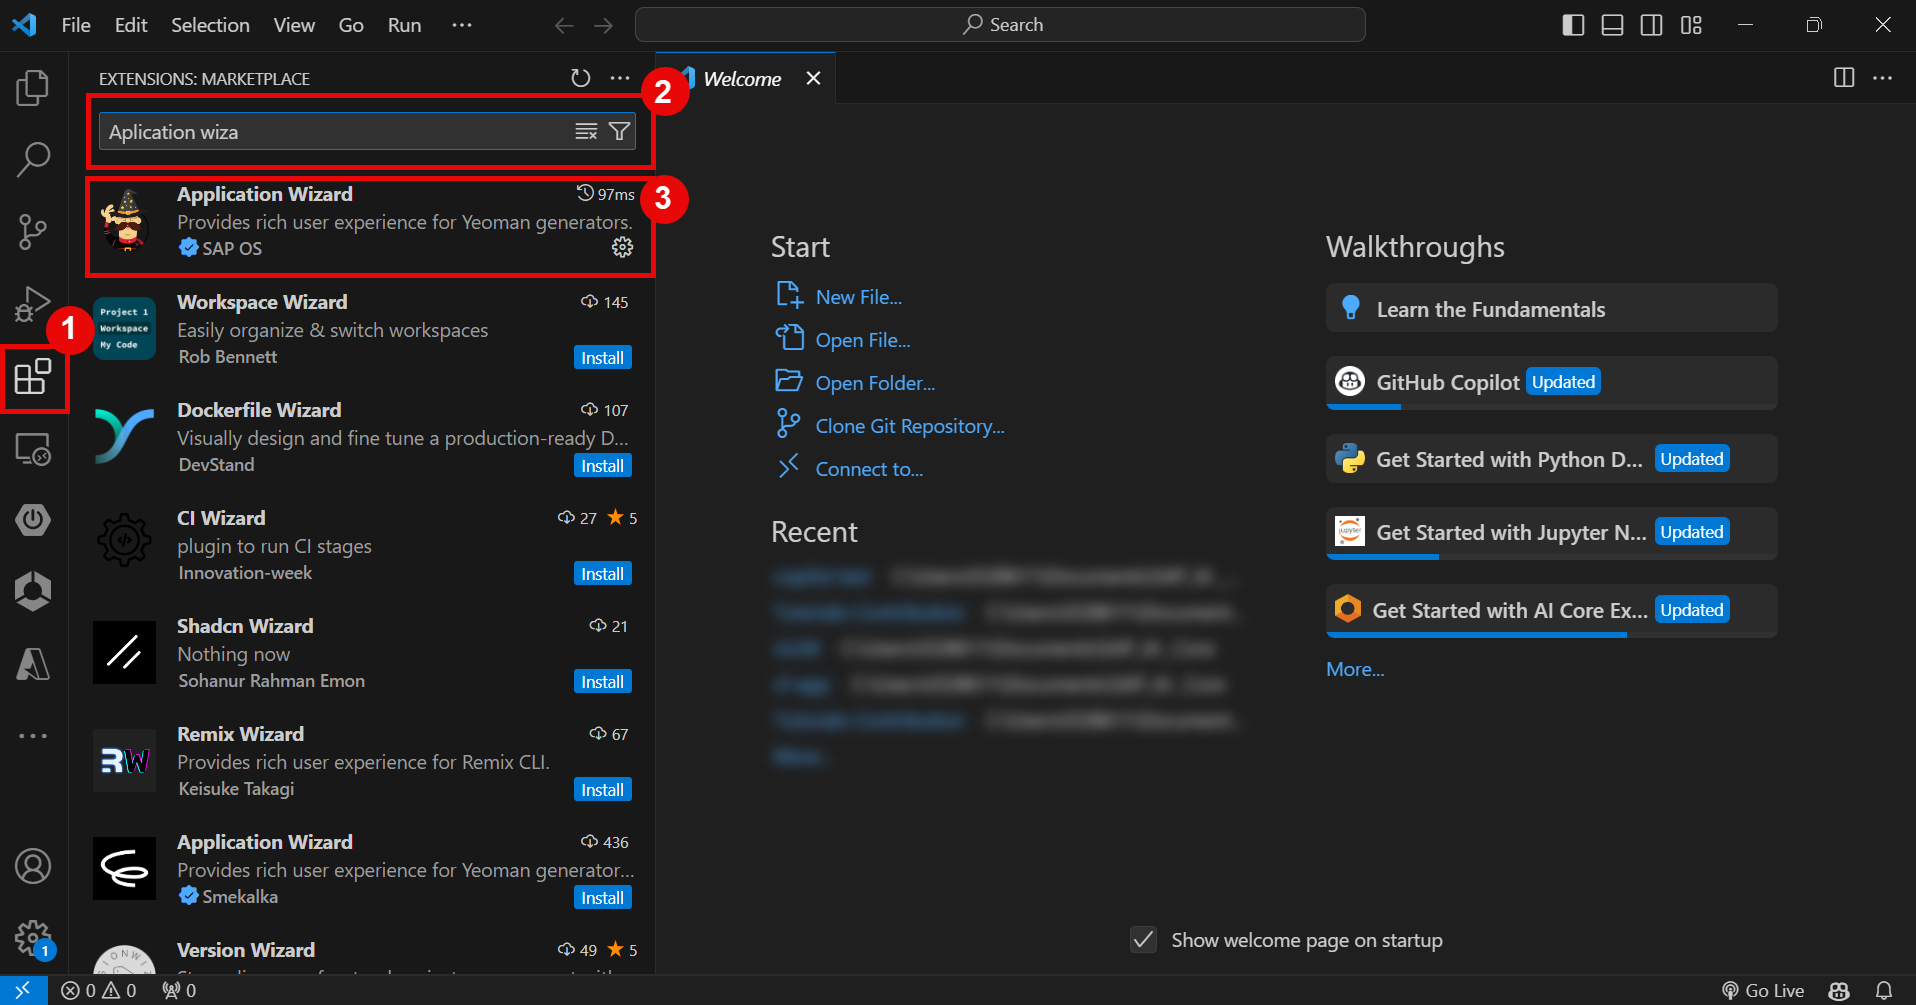 File Edit Selection View Go Run ···
Search
EXTENSIONS: MARKETPLACE
Aplication wiza
1
2
3
Application Wizard
97ms
Provides rich user experience for Yeoman generators.
SAP OS
Project 1
Workspace
My Code
Workspace Wizard
145
Easily organize & switch workspaces
Rob Bennett
Install
Dockerfile Wizard
107
Visually design and fine tune a production-ready D...
DevStand
Install
CI Wizard
27 ★ 5
plugin to run CI stages
Innovation-week
Install
Shadcn Wizard
21
Nothing now
Sohanur Rahman Emon
Install
RW
Remix Wizard
67
Provides rich user experience for Remix CLI.
Keisuke Takagi
Install
Application Wizard
436
Provides rich user experience for Yeoman generator...
Smekalka
Install
Version Wizard
49 ★ 5
Welcome
Start
New File...
Open File...
Open Folder...
Clone Git Repository...
Connect to...
Recent
Walkthroughs
Learn the Fundamentals
GitHub Copilot Updated
Get Started with Python D... Updated
jupyter
Get Started with Jupyter N... Updated
Get Started with AI Core Ex... Updated
More...
Show welcome page on startup
1
0 0 0
Go Live